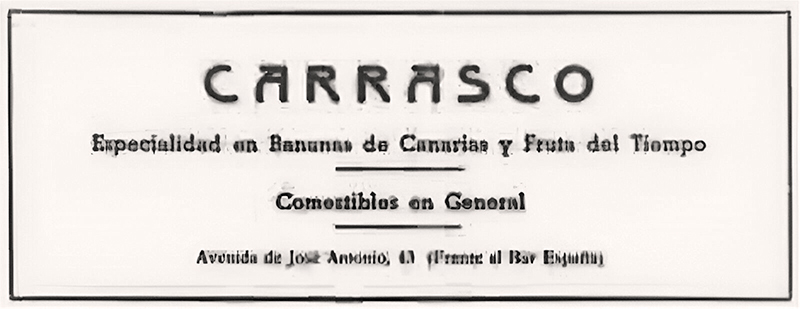 CARRASCO
Especialidad en Bananas de Canarias y Fruta del Tiempo
Comestibles en General
Avenida de José Antonio, (Frente al Bar España)